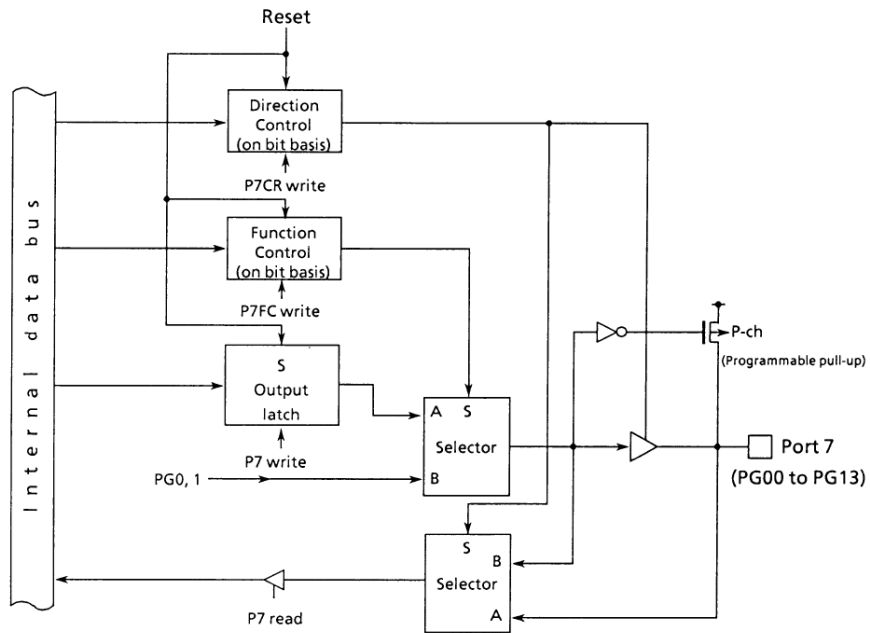 Reset
Direction
Control
(on bit basis)
P7CR write
Internal data bus
Function
Control
(on bit basis)
P7FC write
P-ch
(Programmable pull-up)
S
Output
latch
A S
Selector
B
P7 write
PG0, 1
Port 7
(PG00 to PG13)
S
B
Selector
A
P7 read